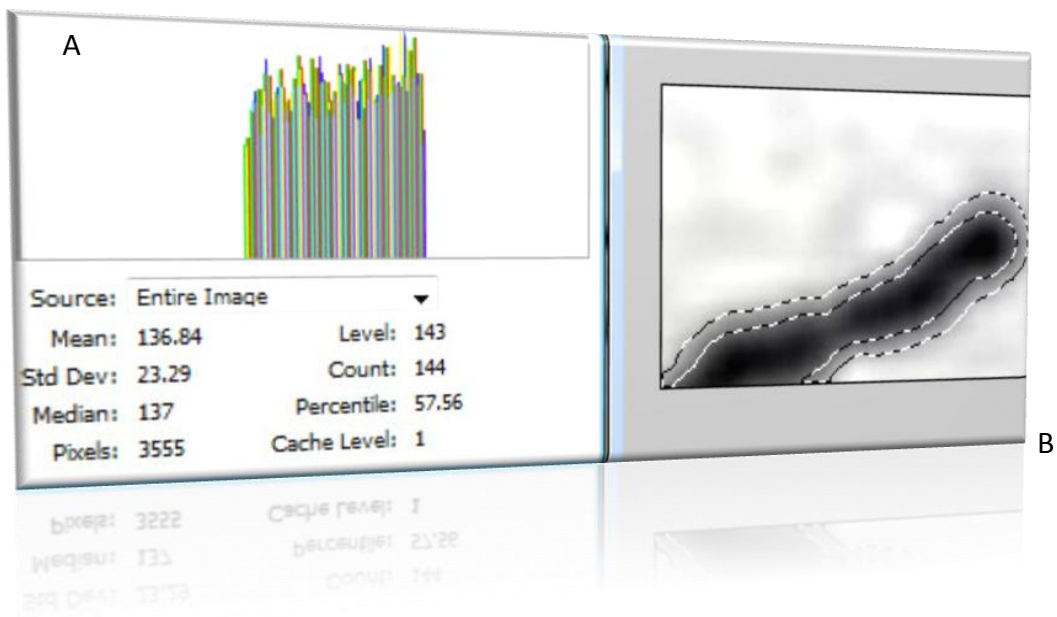 A
Source: Entire Image
Mean: 136.84 Level: 143
Std Dev: 23.29 Count: 144
Median: 137 Percentile: 57.56
Pixels: 3555 Cache Level: 1
B